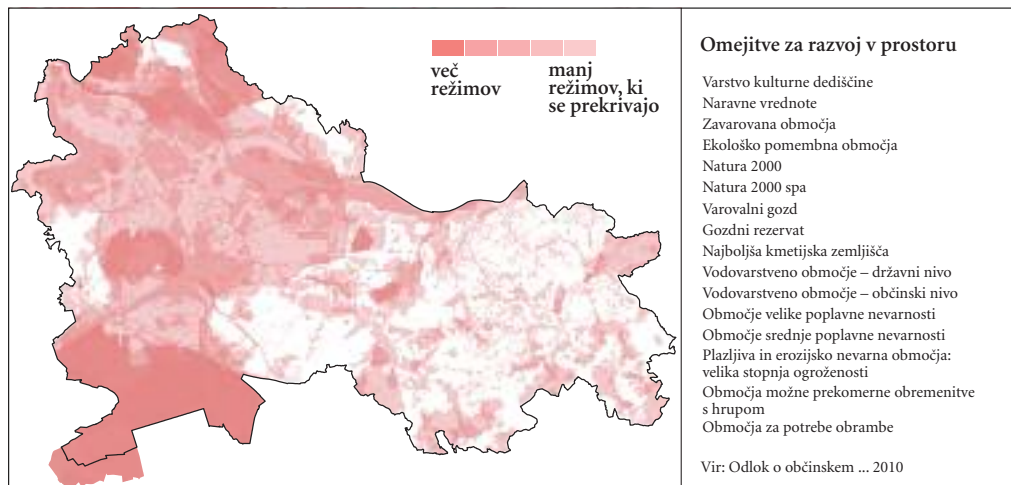 več
režimov
manj
režimov, ki
se prekrivajo
Omejitve za razvoj v prostoru
Varstvo kulturne dediščine
Naravne vrednote
Zavarovana območja
Ekološko pomembna območja
Natura 2000
Natura 2000 spa
Varovalni gozd
Gozdni rezervat
Najboljša kmetijska zemljišča
Vodovarstveno območje – državni nivo
Vodovarstveno območje – občinski nivo
Območje velike poplavne nevarnosti
Območje srednje poplavne nevarnosti
Plazljiva in erozijsko nevarna območja:
velika stopnja ogroženosti
Območja možne prekomerne obremenitve
s hrupom
Območja za potrebe obrambe
Vir: Odlok o občinskem ... 2010